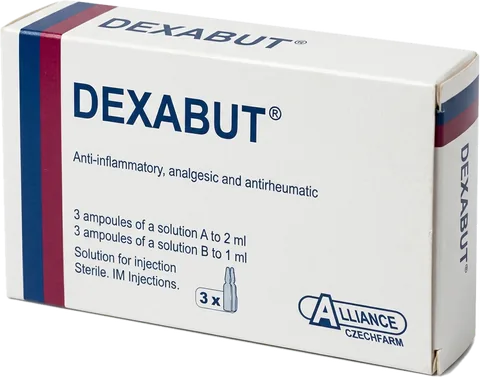 DEXABUT®
DEXABUT®
Anti-inflammatory, analgesic and antirheumatic
3 ampoules of a solution A to 2 ml
3 ampoules of a solution B to 1 ml
Solution for injection
Sterile. IM Injections.
3 x
ALLIANCE
CZECHFARM
DEXABUT®